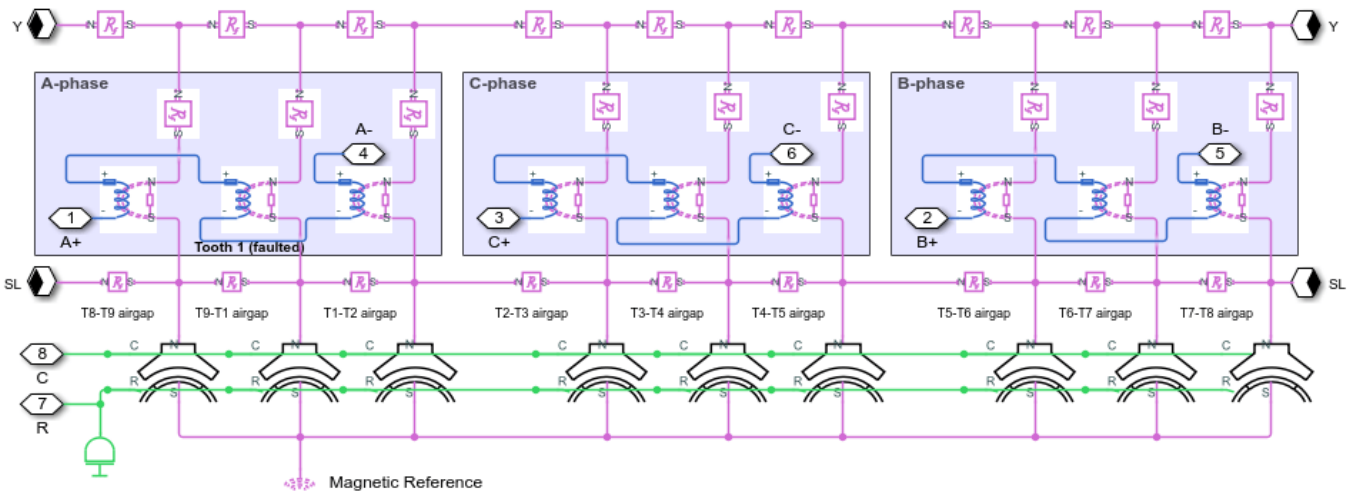 Y N S N S N S N S N S N S N S N S N S Y
A-phase C-phase B-phase
N N N N N N N N N
S S S S S S S S S
A- C- B-
4 6 5
+ N + N + N + N + N + N + N + N + N
1 - S - S - S 3 - S - S - S 2 - S - S - S
A+ C+ B+
Tooth 1 (faulted)
SL N S N S N S N S N S N S N S N S N S SL
T8-T9 airgap T9-T1 airgap T1-T2 airgap T2-T3 airgap T3-T4 airgap T4-T5 airgap T5-T6 airgap T6-T7 airgap T7-T8 airgap
8 C N C N C N C N C N C N C N C N C N
C R S R S R S R S R S R S R S R S R S
7
R
Magnetic Reference